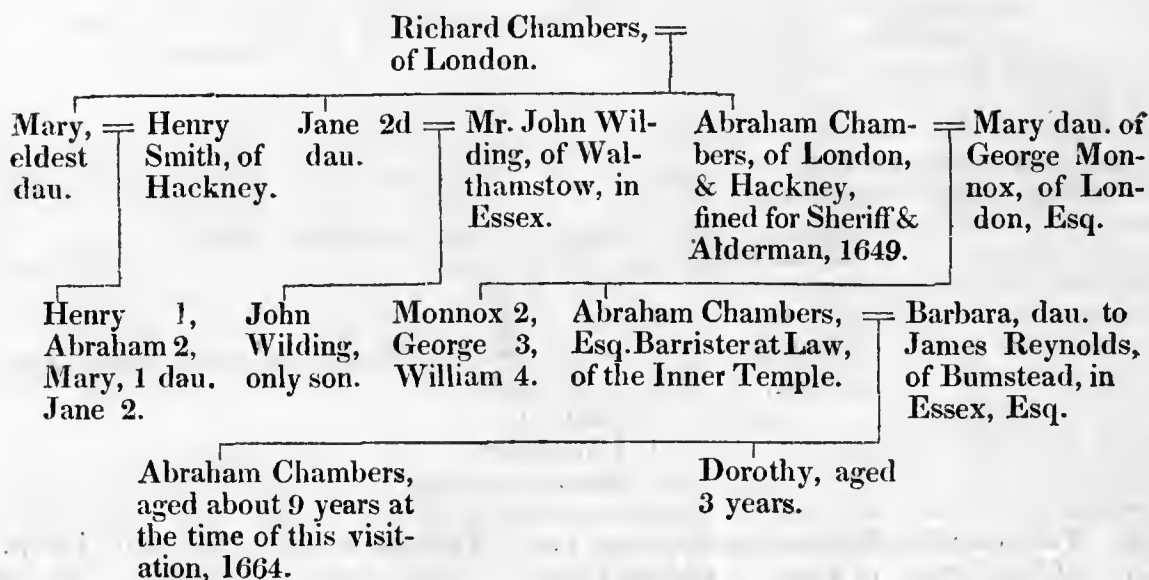 Richard Chambers,
of London.
Mary,
eldest
dau.
Henry
Smith, of
Hackney.
Jane 2d
dau.
Mr. John Wil-
ding, of Wal-
thamstow, in
Essex.
Abraham Cham-
bers, of London,
& Hackney,
fined for Sheriff &
Alderman, 1649.
Mary dau. of
George Mon-
nox, of Lon-
don, Esq.
Henry 1,
Abraham 2,
Mary, 1 dau.
Jane 2.
John
Wilding,
only son.
Monnox 2,
George 3,
William 4.
Abraham Chambers,
Esq. Barrister at Law,
of the Inner Temple.
Barbara, dau. to
James Reynolds,
of Bumstead, in
Essex, Esq.
Abraham Chambers,
aged about 9 years at
the time of this visit-
ation, 1664.
Dorothy, aged
3 years.